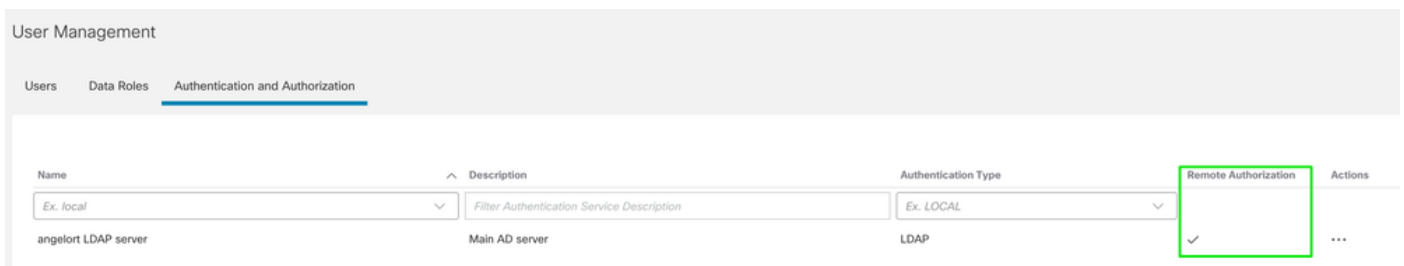 User Management
Users Data Roles Authentication and Authorization
Name Description Authentication Type Remote Authorization Actions
Ex. local Filter Authentication Service Description Ex. LOCAL
angelort LDAP server Main AD server LDAP